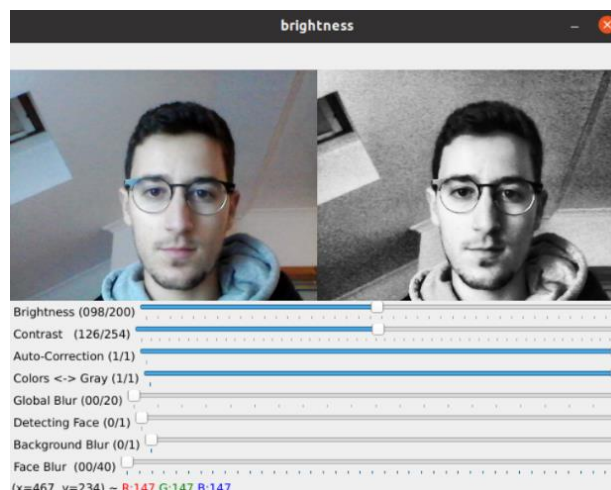 brightness
Brightness (098/200)
Contrast (126/254)
Auto-Correction (1/1)
Colors <-> Gray (1/1)
Global Blur (00/20)
Detecting Face (0/1)
Background Blur (0/1)
Face Blur (00/40)
(x=467, y=234) ~ R:147 G:147 B:147